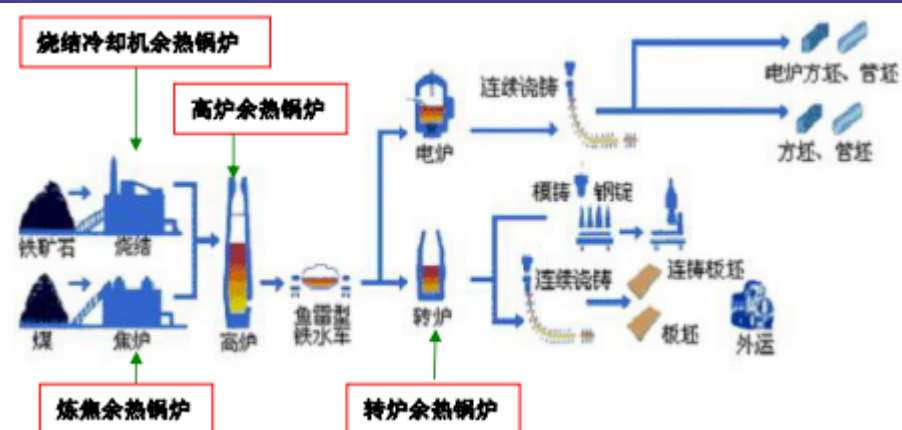 烧结冷却机余热锅炉
高炉余热锅炉
连续浇铸
电炉方坯、管坯
电炉
方坯、管坯
模铸 钢锭
铁矿石
烧结
连续浇铸
连铸板坯
煤
焦炉
高炉
鱼雷型
铁水车
转炉
板坯
外运
炼焦余热锅炉
转炉余热锅炉